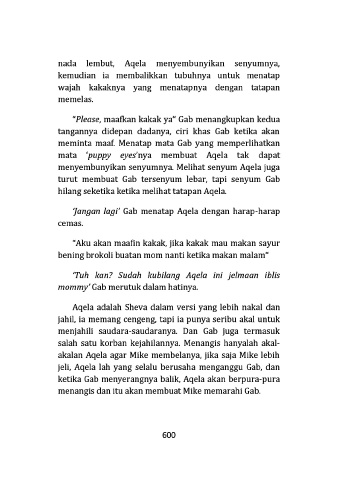 nada lembut, Aqela menyembunyikan senyumnya,
kemudian ia membalikkan tubuhnya untuk menatap
wajah kakaknya yang menatapnya dengan tatapan
memelas.
"Please, maafkan kakak ya" Gab menangkupkan kedua
tangannya didepan dadanya, ciri khas Gab ketika akan
meminta maaf. Menatap mata Gab yang memperlihatkan
mata 'puppy eyes'nya membuat Aqela tak dapat
menyembunyikan senyumnya. Melihat senyum Aqela juga
turut membuat Gab tersenyum lebar, tapi senyum Gab
hilang seketika ketika melihat tatapan Aqela.
'Jangan lagi' Gab menatap Aqela dengan harap-harap
cemas.
"Aku akan maafin kakak, jika kakak mau makan sayur
bening brokoli buatan mom nanti ketika makan malam"
'Tuh kan? Sudah kubilang Aqela ini jelmaan iblis
mommy' Gab merutuk dalam hatinya.
Aqela adalah Sheva dalam versi yang lebih nakal dan
jahil, ia memang cengeng, tapi ia punya seribu akal untuk
menjahili saudara-saudaranya. Dan Gab juga termasuk
salah satu korban kejahilannya. Menangis hanyalah akal-
akalan Aqela agar Mike membelanya, jika saja Mike lebih
jeli, Aqela lah yang selalu berusaha menganggu Gab, dan
ketika Gab menyerangnya balik, Aqela akan berpura-pura
menangis dan itu akan membuat Mike memarahi Gab.
600